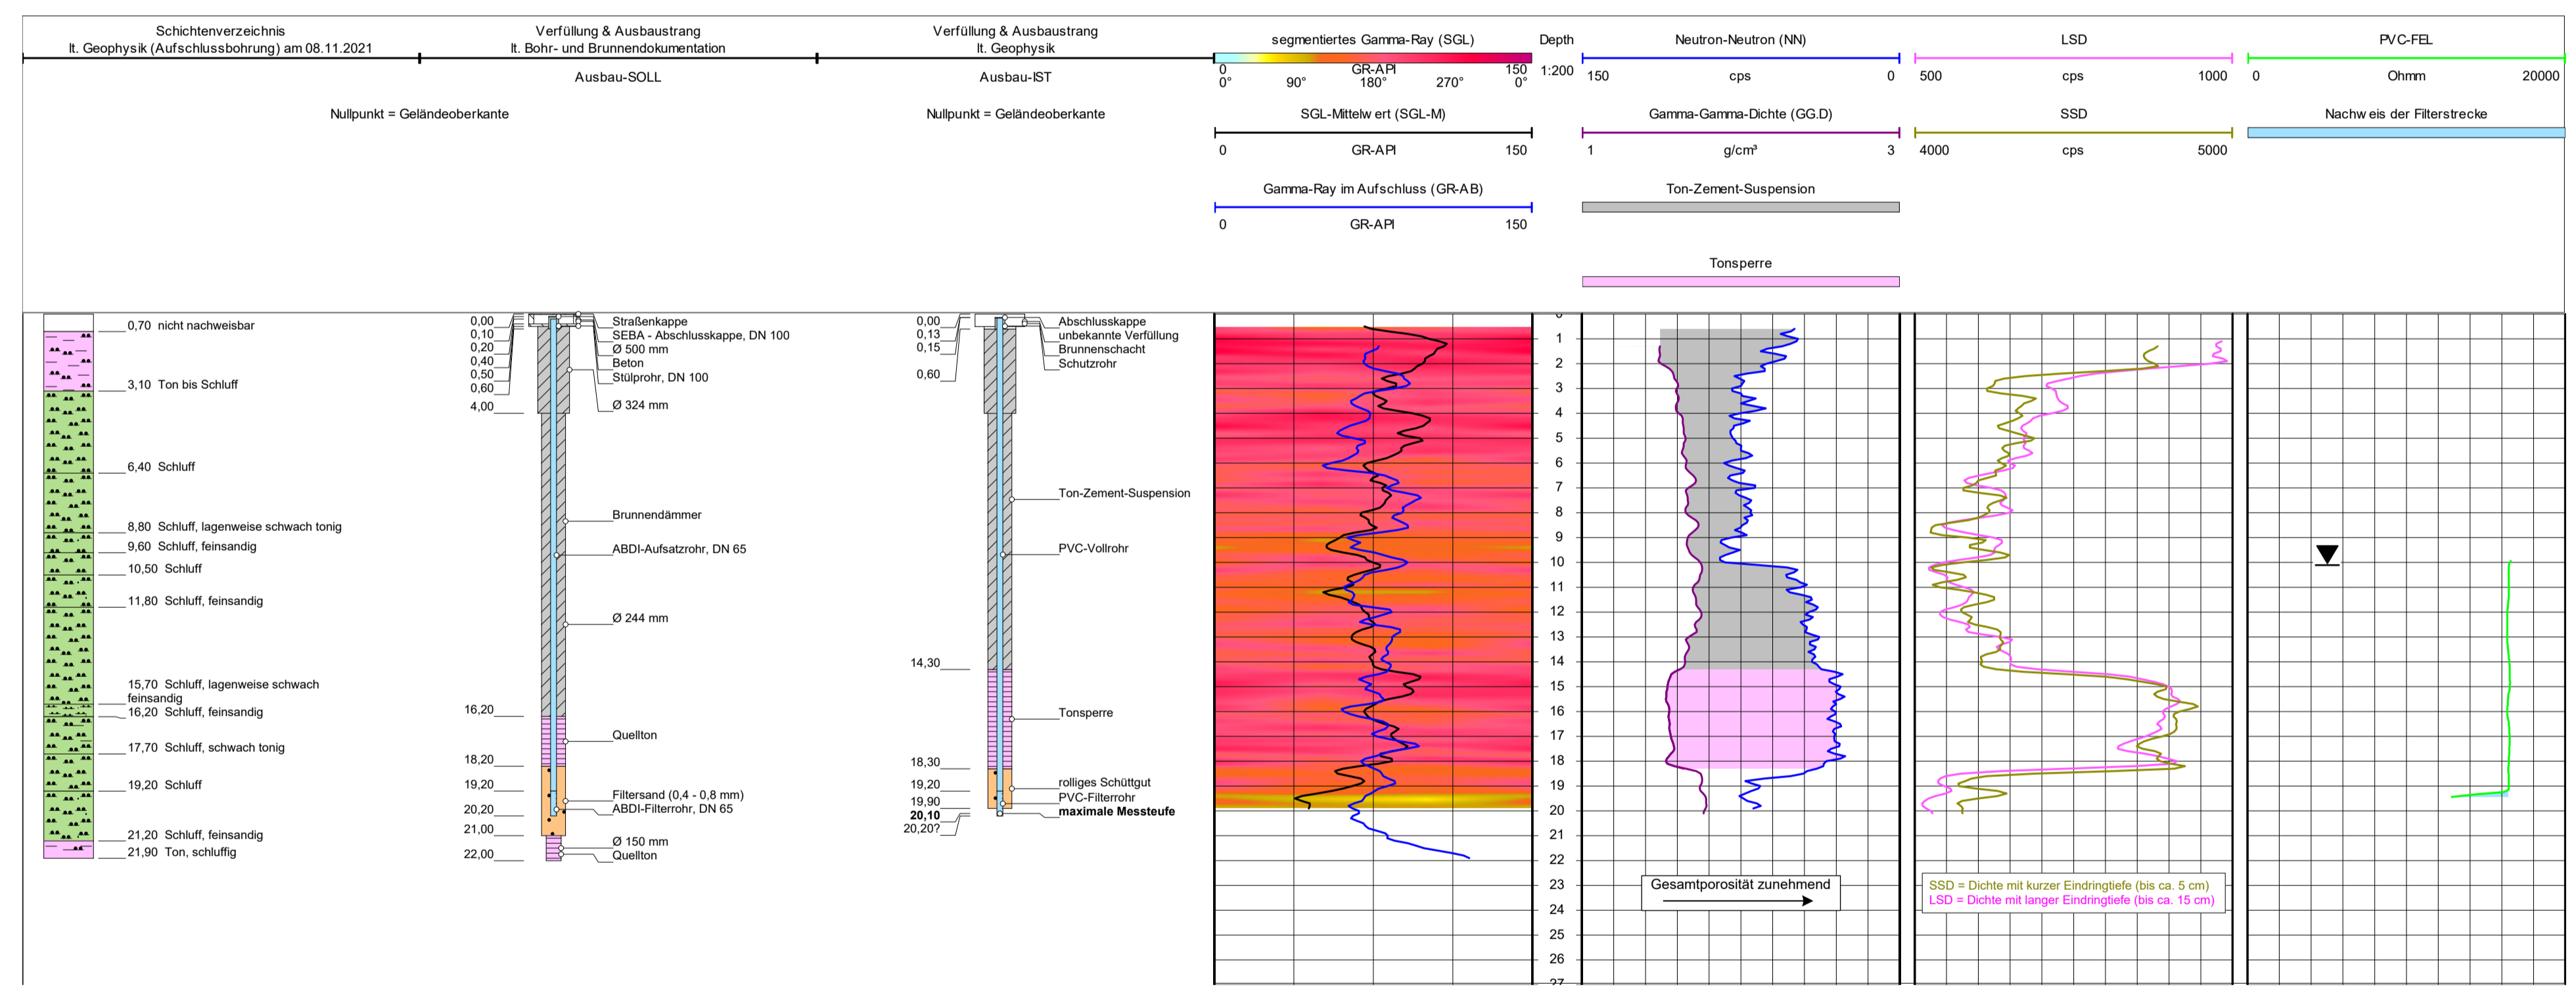 Schichtenverzeichnis
lt. Geophysik (Aufschlussbohrung) am 08.11.2021
Verfüllung & Ausbaustrang
lt. Bohr- und Brunnendokumentation
Ausbau-SOLL
Verfüllung & Ausbaustrang
lt. Geophysik
Ausbau-IST
Nullpunkt = Geländeoberkante
Nullpunkt = Geländeoberkante
segmentiertes Gamma-Ray (SGL)
0 GR-API 150
0° 90° 180° 270° 0°
SGL-Mittelwert (SGL-M)
0 GR-API 150
Gamma-Ray im Aufschluss (GR-AB)
0 GR-API 150
Depth
1:200
Neutron-Neutron (NN)
150 cps 0
Gamma-Gamma-Dichte (GG.D)
1 g/cm³ 3
Ton-Zement-Suspension
Tonsperre
LSD
500 cps 1000
SSD
4000 cps 5000
PVC-FEL
0 Ohmm 20000
Nachweis der Filterstrecke
0,70 nicht nachweisbar
3,10 Ton bis Schluff
6,40 Schluff
8,80 Schluff, lagenweise schwach tonig
9,60 Schluff, feinsandig
10,50 Schluff
11,80 Schluff, feinsandig
15,70 Schluff, lagenweise schwach
feinsandig
16,20 Schluff, feinsandig
17,70 Schluff, schwach tonig
19,20 Schluff
21,20 Schluff, feinsandig
21,90 Ton, schluffig
0,00
0,10
0,20
0,40
0,50
0,60
4,00
16,20
18,20
19,20
20,20
21,00
22,00
Straßenkappe
SEBA - Abschlusskappe, DN 100
Ø 500 mm
Beton
Stülprohr, DN 100
Ø 324 mm
Brunnendämmer
ABDI-Aufsatzrohr, DN 65
Ø 244 mm
Quellton
Filtersand (0,4 - 0,8 mm)
ABDI-Filterrohr, DN 65
Ø 150 mm
Quellton
0,00
0,13
0,15
0,60
14,30
18,30
19,20
19,90
20,10
20,20?
Abschlusskappe
unbekannte Verfüllung
Brunnenschacht
Schutzrohr
Ton-Zement-Suspension
PVC-Vollrohr
Tonsperre
rolliges Schüttgut
PVC-Filterrohr
maximale Messteufe
0
1
2
3
4
5
6
7
8
9
10
11
12
13
14
15
16
17
18
19
20
21
22
23
24
25
26
27
Gesamtporosität zunehmend
SSD = Dichte mit kurzer Eindringtiefe (bis ca. 5 cm)
LSD = Dichte mit langer Eindringtiefe (bis ca. 15 cm)